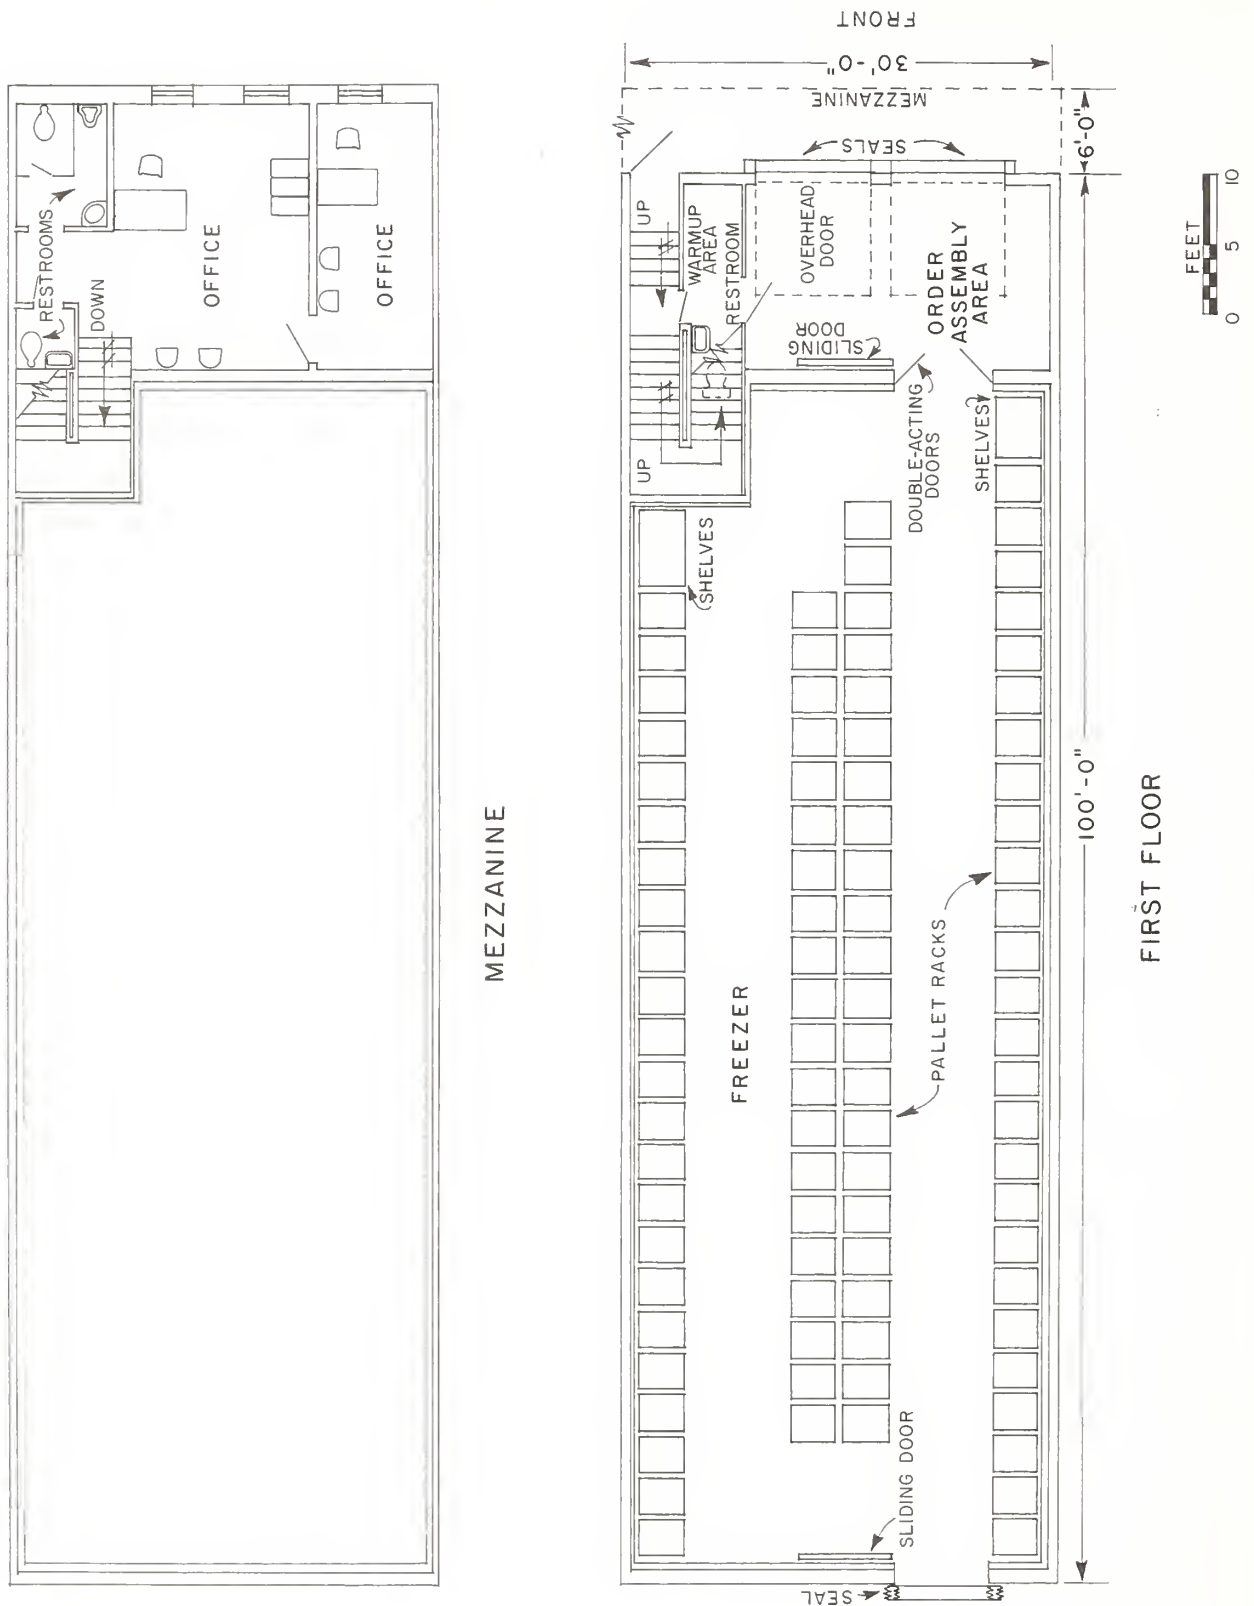 RESTROOMS
DOWN
OFFICE
OFFICE
MEZZANINE
FRONT
30'-0"
MEZZANINE
SEALS
6'-0"
UP
WARMUP
AREA
RESTROOM
OVERHEAD
DOOR
SLIDING
DOOR
ORDER
ASSEMBLY
AREA
UP
DOUBLE-ACTING
DOORS
SHELVES
SHELVES
FREEZER
PALLET RACKS
SLIDING DOOR
SEAL
100'-0"
FIRST FLOOR
FEET
0 5 10